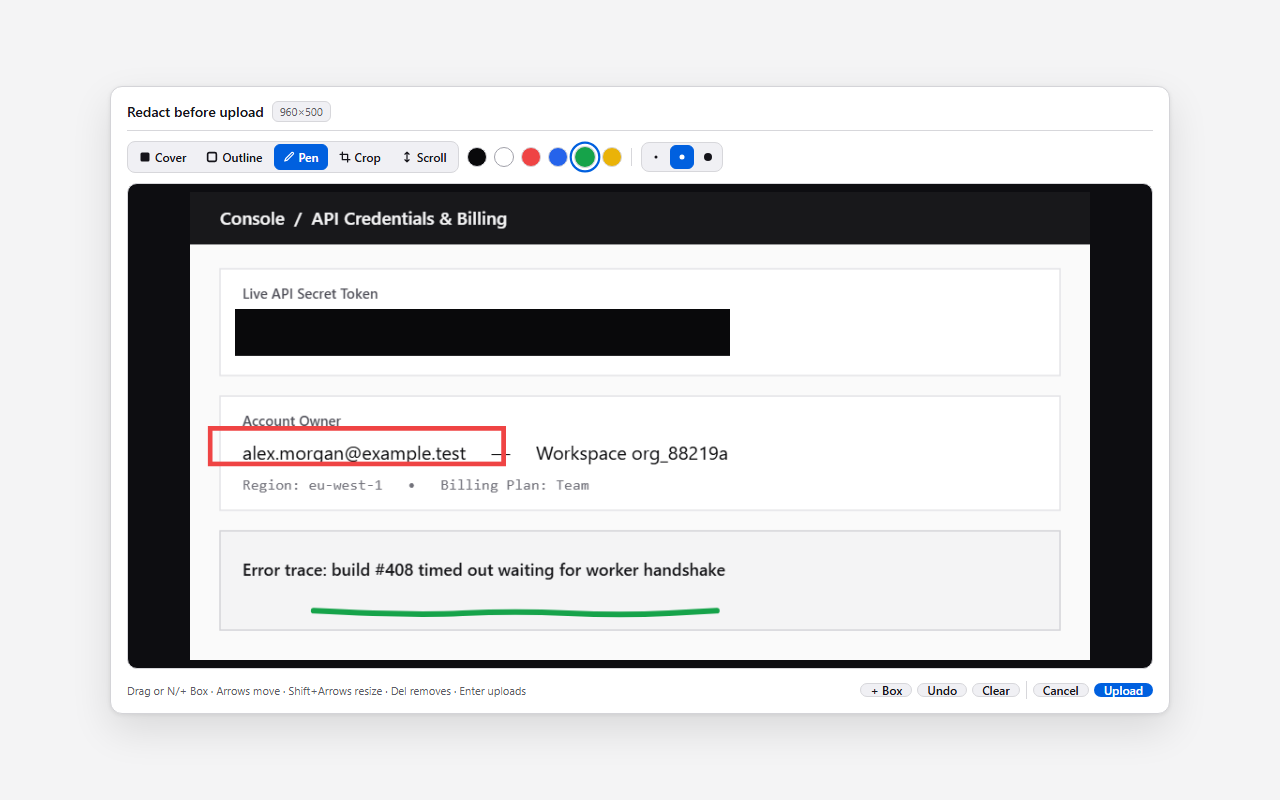 Redact before upload 960×500
Cover Outline Pen Crop Scroll
Console / API Credentials & Billing
Live API Secret Token
Account Owner
alex.morgan@example.test — Workspace org_88219a
Region: eu-west-1 • Billing Plan: Team
Error trace: build #408 timed out waiting for worker handshake
Drag or N/+ Box · Arrows move · Shift+Arrows resize · Del removes · Enter uploads + Box Undo Clear Cancel Upload